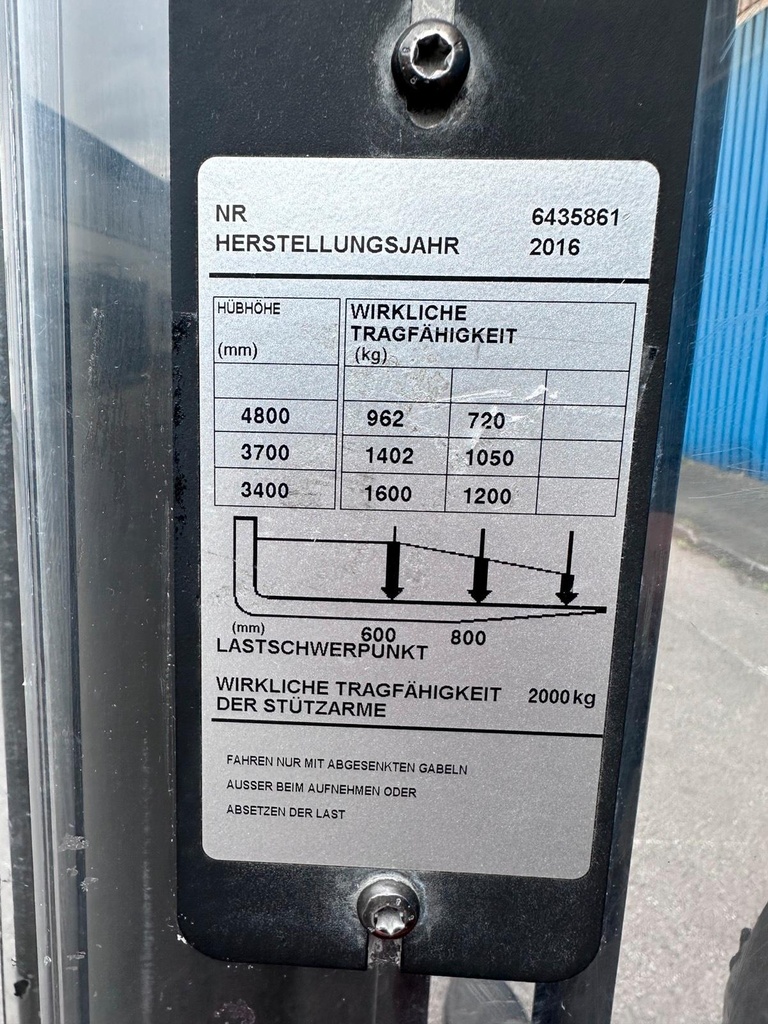 NR 6435861
HERSTELLUNGSJAHR 2016
HÜBHÖHE
(mm)
WIRKLICHE
TRAGFÄHIGKEIT
(kg)
4800 962 720
3700 1402 1050
3400 1600 1200
(mm) 600 800
LASTSCHWERPUNKT
WIRKLICHE TRAGFÄHIGKEIT 2000 kg
DER STÜTZARME
FAHREN NUR MIT ABGESENKTEN GABELN
AUSSER BEIM AUFNEHMEN ODER
ABSETZEN DER LAST